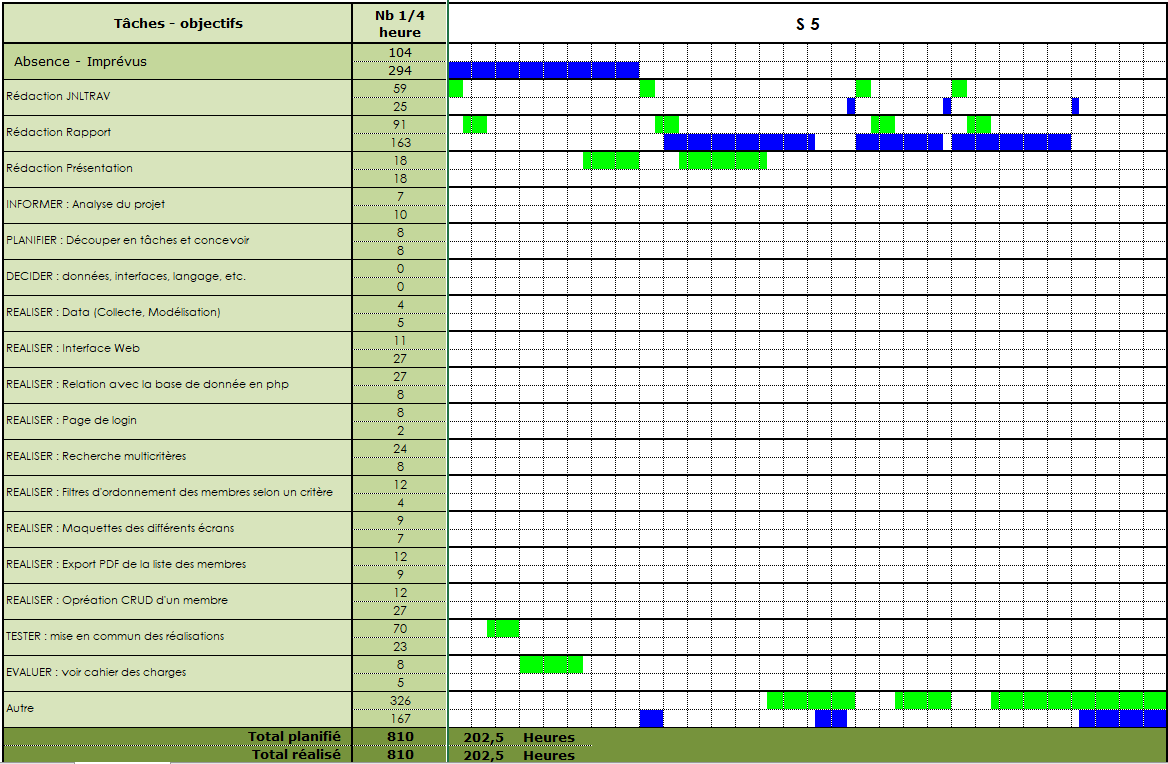 Tâches - objectifs
Nb 1/4
heure
S 5
Absence - Imprévus
104
294
Rédaction JNLTRAV
59
25
Rédaction Rapport
91
163
Rédaction Présentation
18
18
INFORMER : Analyse du projet
7
10
PLANIFIER : Découper en tâches et concevoir
8
8
DECIDER : données, interfaces, langage, etc.
0
0
REALISER : Data (Collecte, Modélisation)
4
5
REALISER : Interface Web
11
27
REALISER : Relation avec la base de donnée en php
27
8
REALISER : Page de login
8
2
REALISER : Recherche multicritères
24
8
REALISER : Filtres d'ordonnement des membres selon un critère
12
4
REALISER : Maquettes des différents écrans
9
7
REALISER : Export PDF de la liste des membres
12
9
REALISER : Opréation CRUD d'un membre
12
27
TESTER : mise en commun des réalisations
70
23
EVALUER : voir cahier des charges
8
5
Autre
326
167
Total planifié 810 202,5 Heures
Total réalisé 810 202,5 Heures